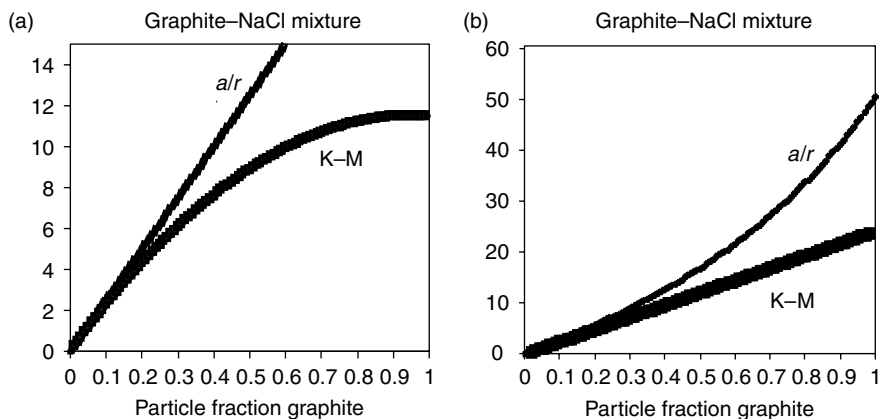 (a)
Graphite–NaCl mixture
14
12
10
8
6
4
2
0
a/r
K–M
0 0.1 0.2 0.3 0.4 0.5 0.6 0.7 0.8 0.9 1
Particle fraction graphite
(b)
Graphite–NaCl mixture
60
50
40
30
20
10
0
a/r
K–M
0 0.1 0.2 0.3 0.4 0.5 0.6 0.7 0.8 0.9 1
Particle fraction graphite